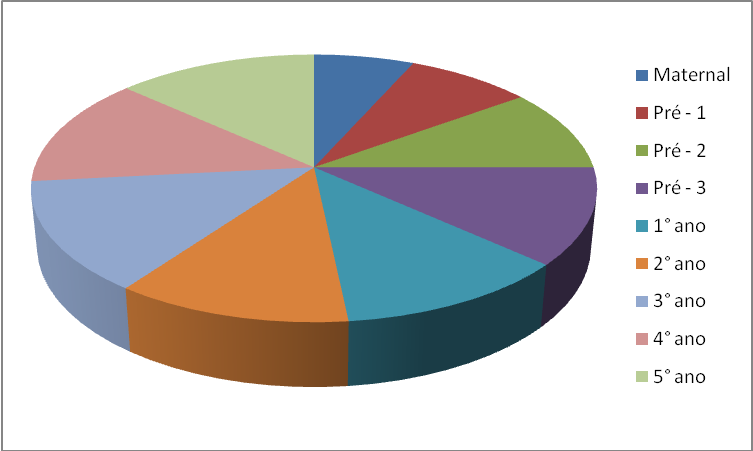 Maternal
Pré - 1
Pré - 2
Pré - 3
1° ano
2° ano
3° ano
4° ano
5° ano